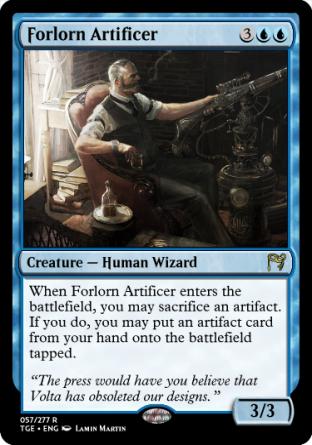 Forlorn Artificer 3
Creature — Human Wizard
When Forlorn Artificer enters the
battlefield, you may sacrifice an artifact.
If you do, you may put an artifact card
from your hand onto the battlefield
tapped.
“The press would have you believe that
Volta has obsoleted our designs.”
3/3
057/277 R
TGE • ENG Lamin Martin